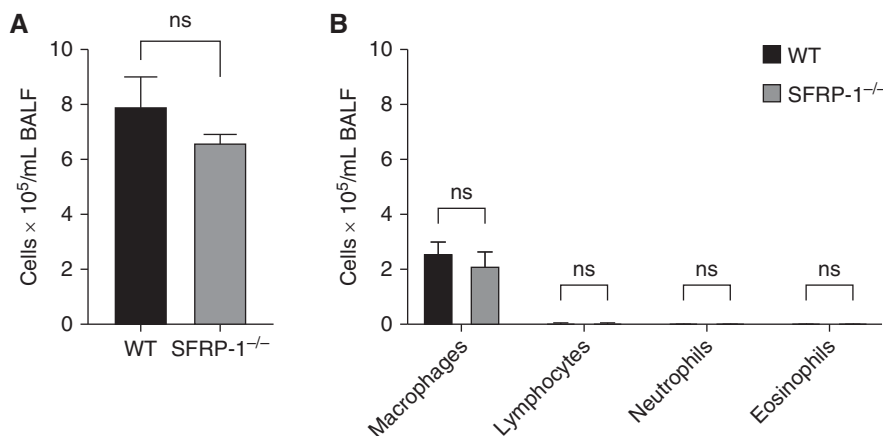 A
ns
10
8
6
4
2
0
Cells × 10⁵/mL BALF
WT SFRP-1⁻/⁻
B
10
8
6
4
2
0
Cells × 10⁵/mL BALF
WT
SFRP-1⁻/⁻
ns
ns
ns
ns
Macrophages
Lymphocytes
Neutrophils
Eosinophils